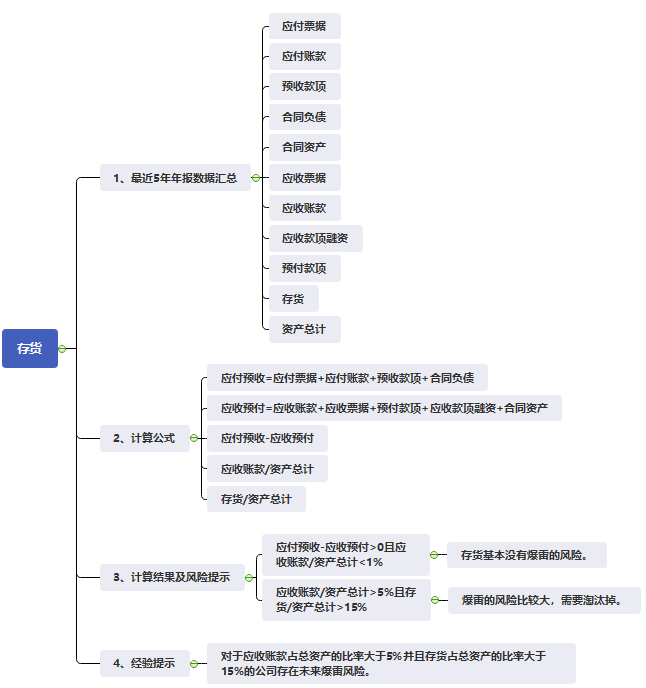 存货
1、最近5年年报数据汇总
应付票据
应付账款
预收款项
合同负债
合同资产
应收票据
应收账款
应收款项融资
预付款项
存货
资产总计
2、计算公式
应付预收=应付票据+应付账款+预收款项+合同负债
应收预付=应收账款+应收票据+预付款项+应收款项融资+合同资产
应付预收-应收预付
应收账款/资产总计
存货/资产总计
3、计算结果及风险提示
应付预收-应收预付>0且应
收账款/资产总计<1%
存货基本没有爆雷的风险。
应收账款/资产总计>5%且存
货/资产总计>15%
爆雷的风险比较大，需要淘汰掉。
4、经验提示
对于应收账款占总资产的比率大于5%并且存货占总资产的比率大于
15%的公司存在未来爆雷风险。